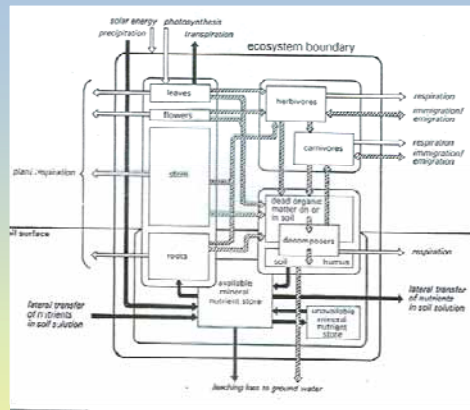 solar energy photosynthesis
precipitation
transpiration
ecosystem boundary
leaves
flowers
stem
roots
plant respiration
soil surface
herbivores
carnivores
respiration
immigration/
emigration
respiration
immigration/
emigration
dead organic
matter on or
in soil
decomposers
soil humus
respiration
available
mineral
nutrient store
unavailable
mineral
nutrient
store
lateral transfer
of nutrients
in soil solution
lateral transfer
of nutrients
in soil solution
leaching loss to ground water